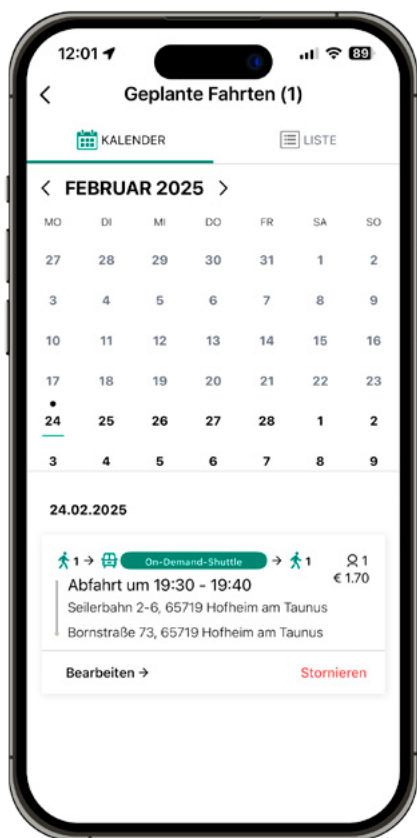 12:01 89
Geplante Fahrten (1)
KALENDER LISTE
FEBRUAR 2025
MO DI MI DO FR SA SO
27 28 29 30 31 1 2
3 4 5 6 7 8 9
10 11 12 13 14 15 16
17 18 19 20 21 22 23
24 25 26 27 28 1 2
3 4 5 6 7 8 9
24.02.2025
1 → On-Demand-Shuttle → 1 1
€ 1.70
Abfahrt um 19:30 - 19:40
Seilerbahn 2-6, 65719 Hofheim am Taunus
Bornstraße 73, 65719 Hofheim am Taunus
Bearbeiten → Stornieren